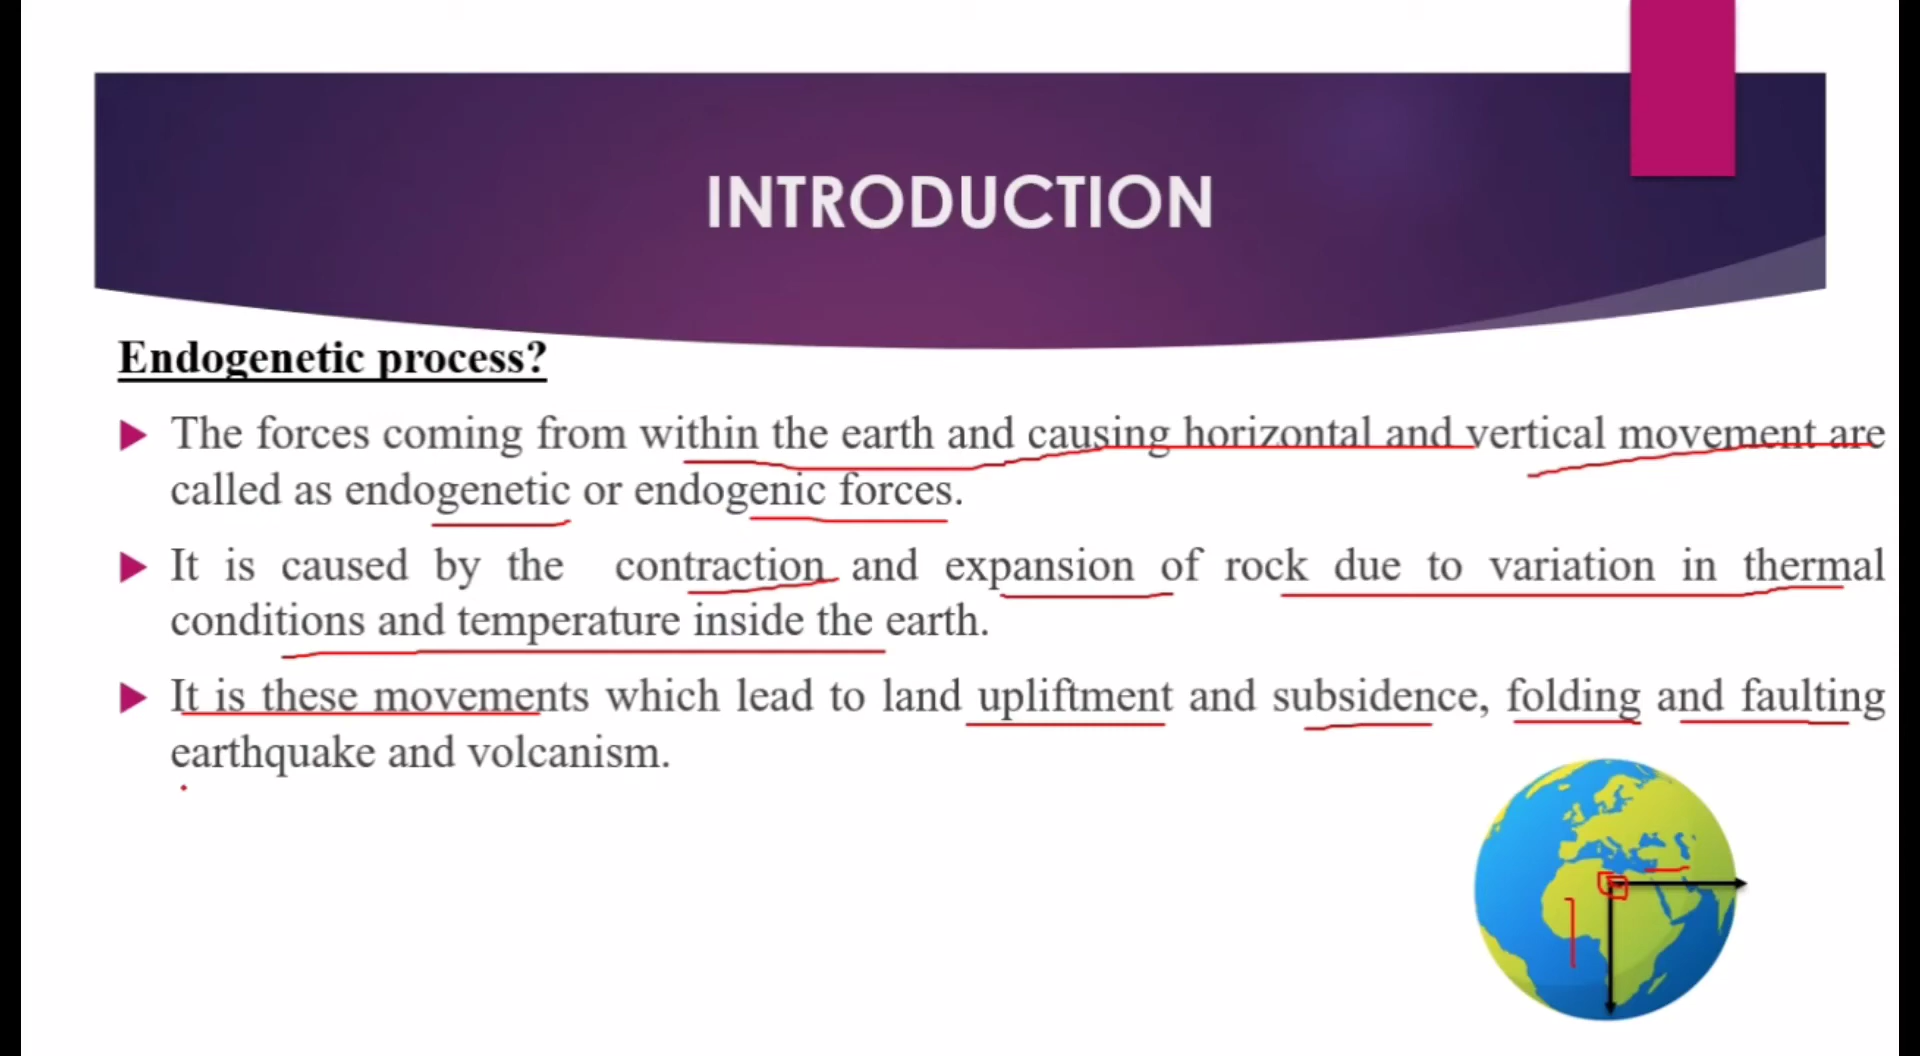 INTRODUCTION
Endogenetic process?
The forces coming from within the earth and causing horizontal and vertical movement are
called as endogenetic or endogenic forces.
It is caused by the contraction and expansion of rock due to variation in thermal
conditions and temperature inside the earth.
It is these movements which lead to land upliftment and subsidence, folding and faulting
earthquake and volcanism.